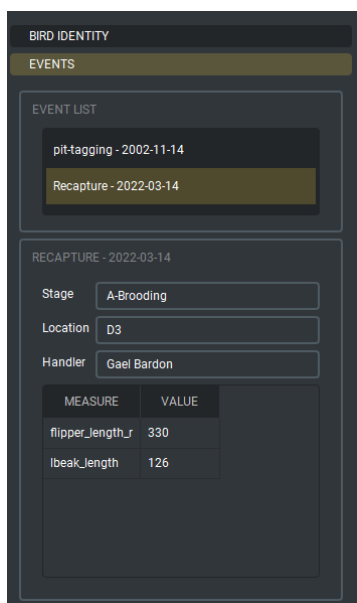 BIRD IDENTITY
EVENTS
EVENT LIST
pit-tagging - 2002-11-14
Recapture - 2022-03-14
RECAPTURE - 2022-03-14
Stage A-Brooding
Location D3
Handler Gael Bardon
MEASURE VALUE
flipper_length_r 330
lbeak_length 126